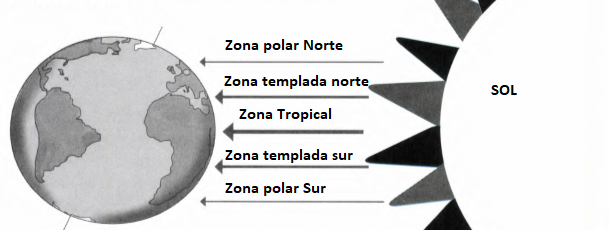 Zona polar Norte
Zona templada norte
SOL
Zona Tropical
Zona templada sur
Zona polar Sur